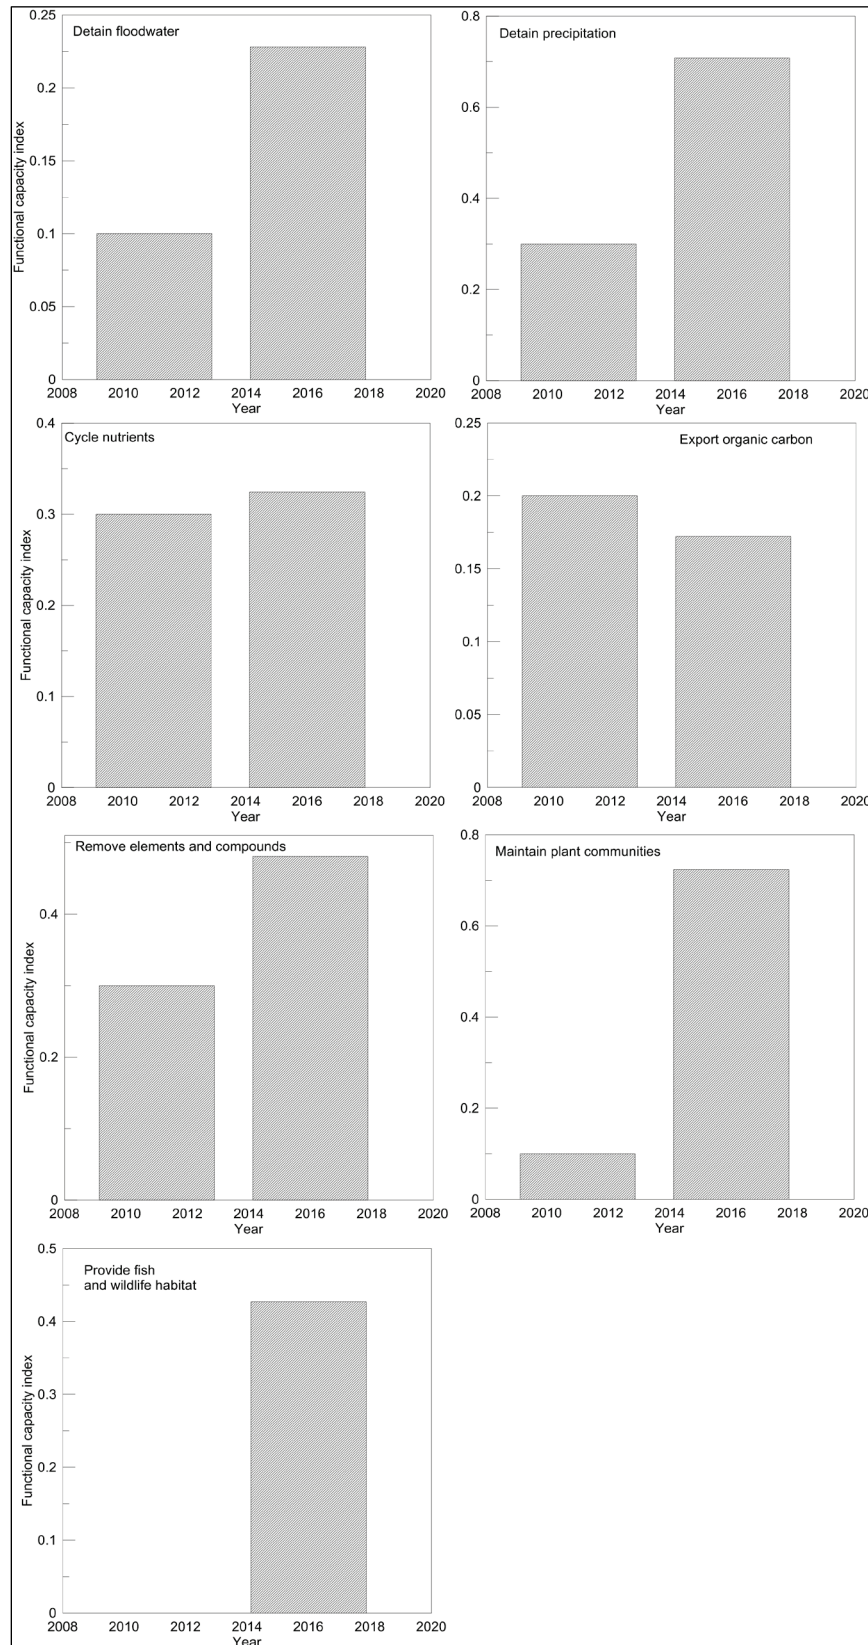 Detain floodwater
Functional capacity index
0.25
0.2
0.15
0.1
0.05
0
2008 2010 2012 2014 2016 2018 2020
Year
Detain precipitation
0.8
0.6
0.4
0.2
0
2008 2010 2012 2014 2016 2018 2020
Year
Cycle nutrients
Functional capacity index
0.4
0.3
0.2
0.1
0
2008 2010 2012 2014 2016 2018 2020
Year
Export organic carbon
0.25
0.2
0.15
0.1
0.05
0
2008 2010 2012 2014 2016 2018 2020
Year
Remove elements and compounds
Functional capacity index
0.4
0.2
0
2008 2010 2012 2014 2016 2018 2020
Year
Maintain plant communities
0.8
0.6
0.4
0.2
0
2008 2010 2012 2014 2016 2018 2020
Year
Provide fish
and wildlife habitat
Functional capacity index
0.5
0.4
0.3
0.2
0.1
0
2008 2010 2012 2014 2016 2018 2020
Year